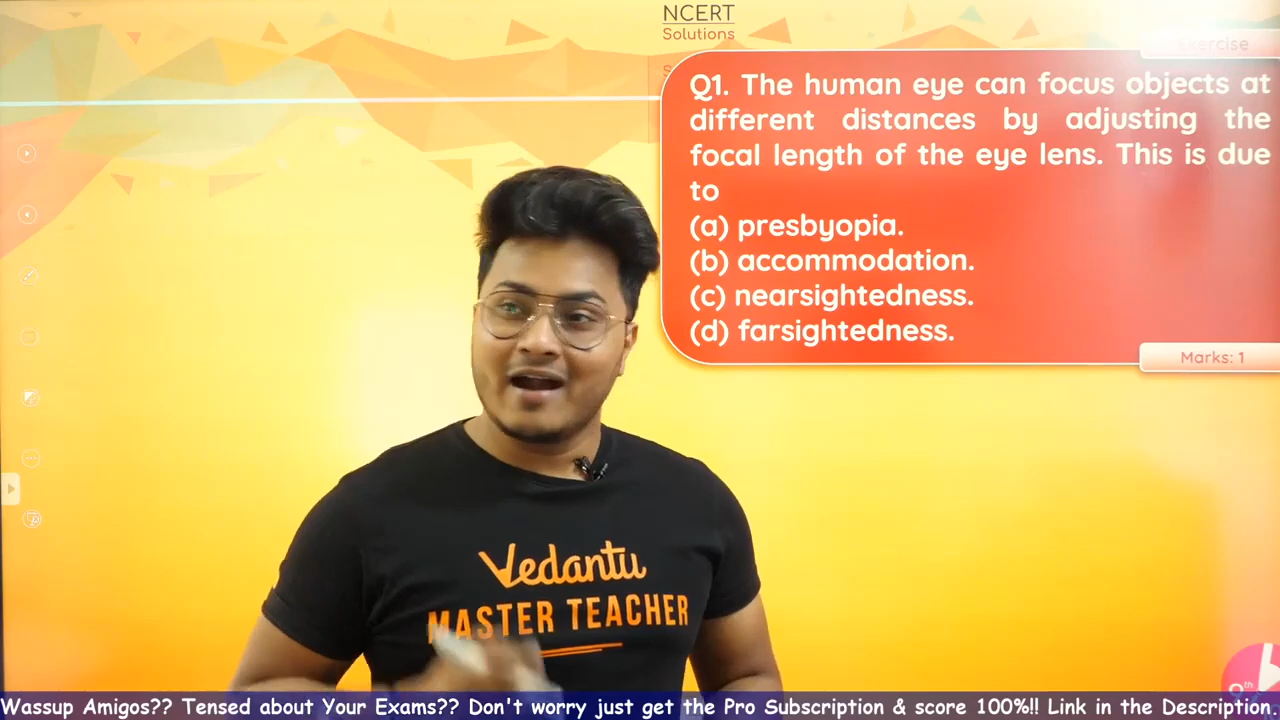 NCERT
Solutions
Exercise
Q1. The human eye can focus objects at
different distances by adjusting the
focal length of the eye lens. This is due
to
(a) presbyopia.
(b) accommodation.
(c) nearsightedness.
(d) farsightedness.
Marks: 1
Vedantu
MASTER TEACHER
9th
Wassup Amigos?? Tensed about Your Exams?? Don't worry just get the Pro Subscription & score 100%!! Link in the Description.